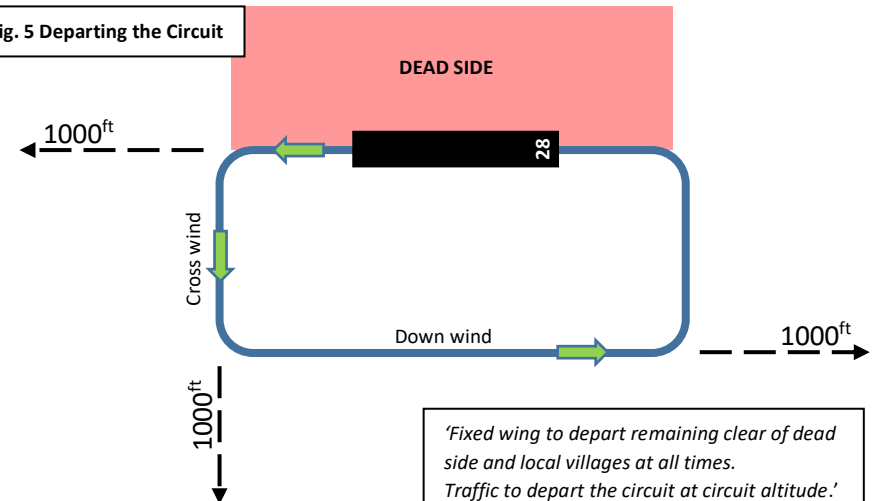 ig. 5 Departing the Circuit
DEAD SIDE
1000ft
28
Cross wind
Down wind
1000ft
1000ft
‘Fixed wing to depart remaining clear of dead
side and local villages at all times.
Traffic to depart the circuit at circuit altitude.’